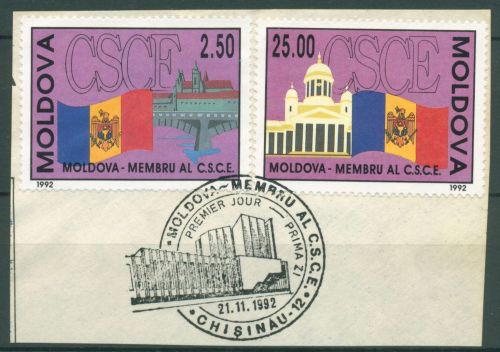 MOLDOVA
CSCE
2.50
MOLDOVA - MEMBRU AL C.S.C.E.
1992
25.00
CSCE
MOLDOVA
MOLDOVA - MEMBRU AL C.S.C.E.
1992
MOLDOVA - MEMBRU AL C.S.C.E.
PREMIER JOUR — PRIMA ZI
21.11.1992
CHIȘINĂU-12